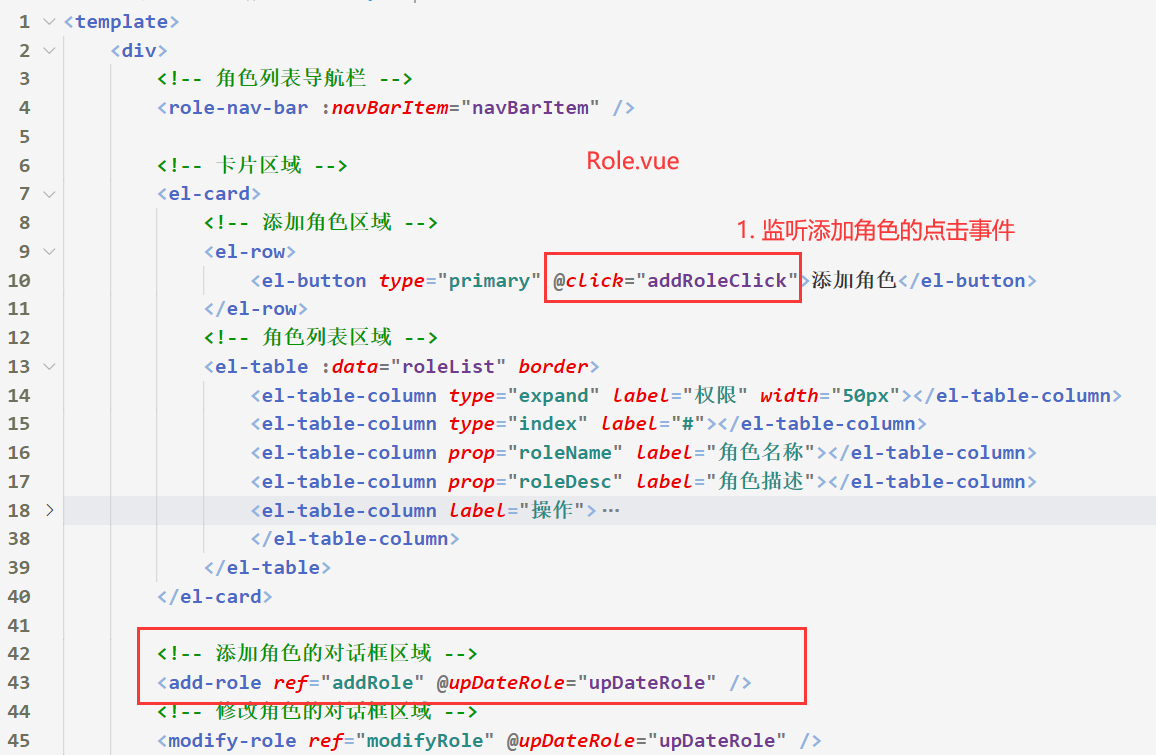 1 <template>
2 <div>
3 <!-- 角色列表导航栏 -->
4 <role-nav-bar :navBarItem="navBarItem" />
5
6 <!-- 卡片区域 -->
Role.vue
7 <el-card>
8 <!-- 添加角色区域 -->
1. 监听添加角色的点击事件
9 <el-row>
10 <el-button type="primary" @click="addRoleClick">添加角色</el-button>
11 </el-row>
12 <!-- 角色列表区域 -->
13 <el-table :data="roleList" border>
14 <el-table-column type="expand" label="权限" width="50px"></el-table-column>
15 <el-table-column type="index" label="#"></el-table-column>
16 <el-table-column prop="roleName" label="角色名称"></el-table-column>
17 <el-table-column prop="roleDesc" label="角色描述"></el-table-column>
18 <el-table-column label="操作">⋯
38 </el-table-column>
39 </el-table>
40 </el-card>
41
42 <!-- 添加角色的对话框区域 -->
43 <add-role ref="addRole" @upDateRole="upDateRole" />
44 <!-- 修改角色的对话框区域 -->
45 <modify-role ref="modifyRole" @upDateRole="upDateRole" />